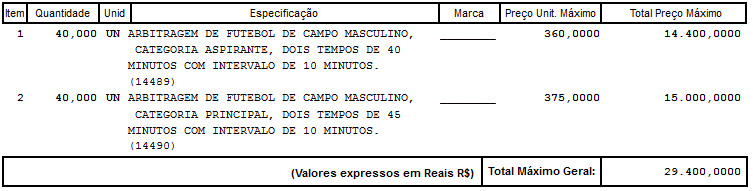 Item Quantidade Unid Especificação Marca Preço Unit. Máximo Total Preço Máximo
1 40,000 UN ARBITRAGEM DE FUTEBOL DE CAMPO MASCULINO, ________ 360,0000 14.400,0000
CATEGORIA ASPIRANTE, DOIS TEMPOS DE 40
MINUTOS COM INTERVALO DE 10 MINUTOS.
(14489)
2 40,000 UN ARBITRAGEM DE FUTEBOL DE CAMPO MASCULINO, ________ 375,0000 15.000,0000
CATEGORIA PRINCIPAL, DOIS TEMPOS DE 45
MINUTOS COM INTERVALO DE 10 MINUTOS.
(14490)
(Valores expressos em Reais R$) Total Máximo Geral: 29.400,0000